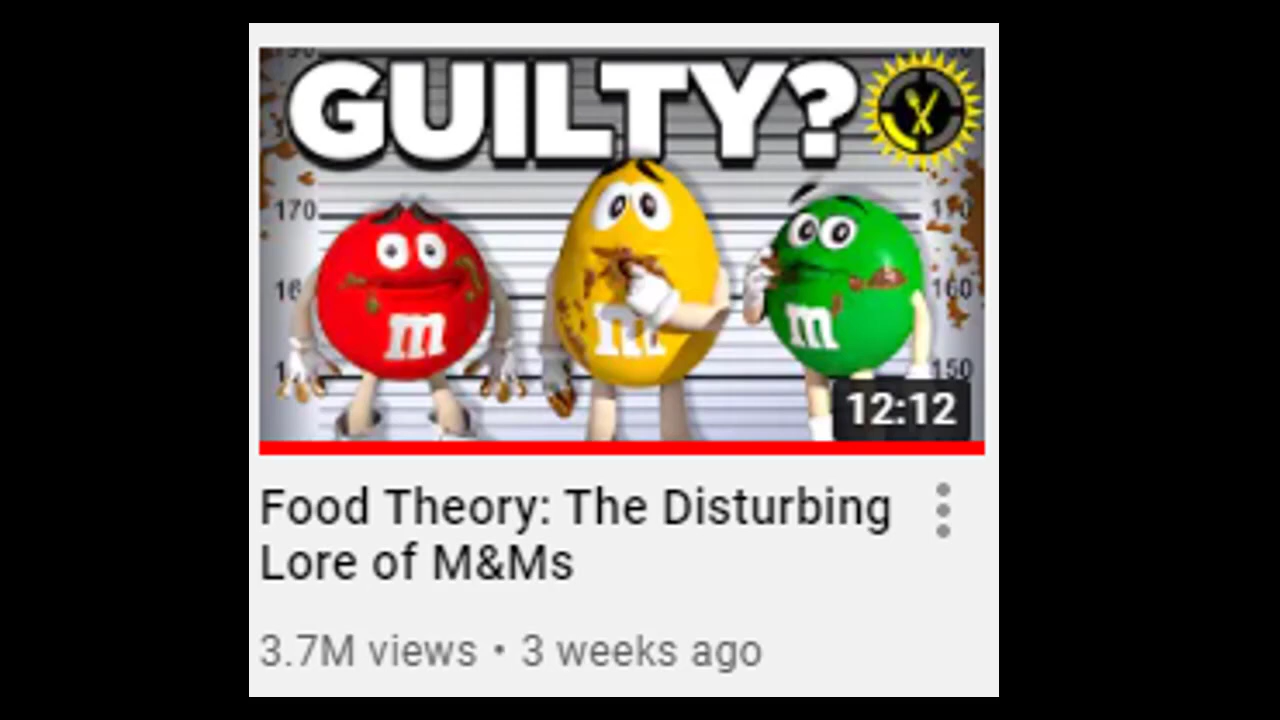 GUILTY?
170
170
160
150
m
m
m
12:12
Food Theory: The Disturbing
Lore of M&Ms
3.7M views • 3 weeks ago